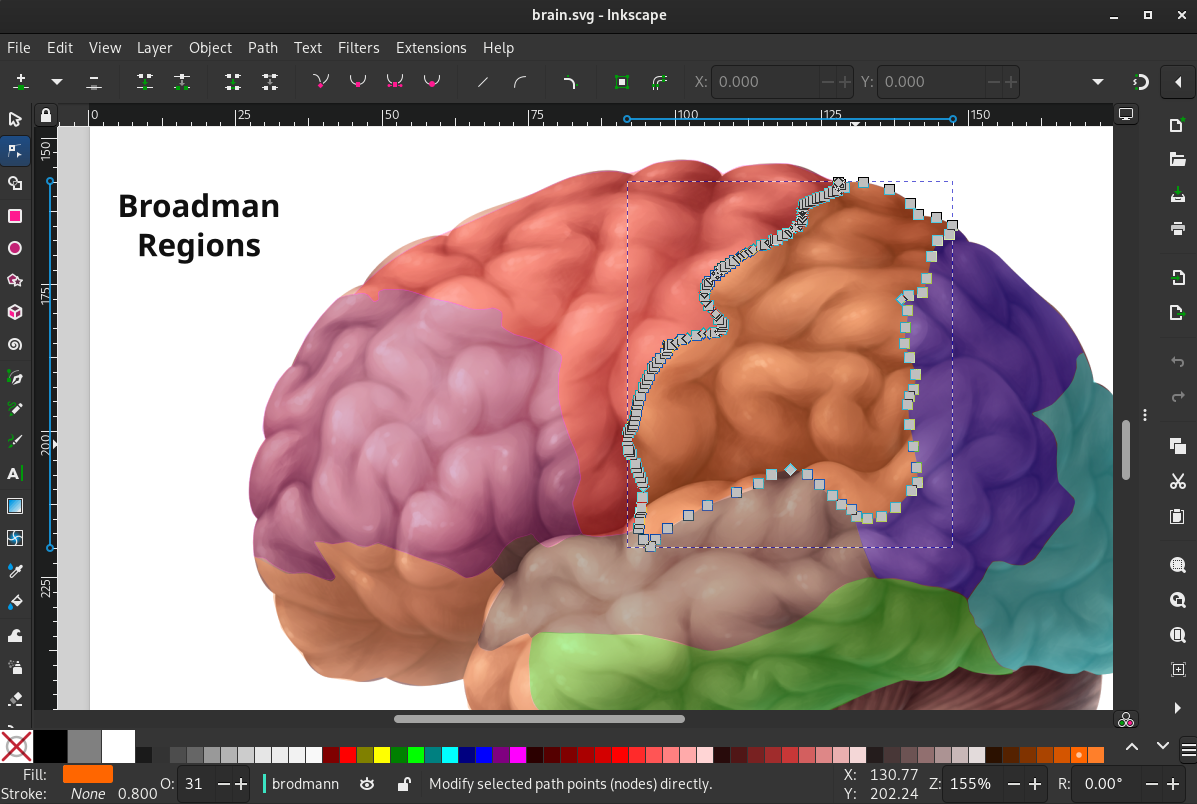 brain.svg - Inkscape
File Edit View Layer Object Path Text Filters Extensions Help
X: 0.000 Y: 0.000
0 25 50 75 100 125 150
150
175
200
225
Broadman
Regions
Fill:
Stroke: None 0.800
O: 31
brodmann
Modify selected path points (nodes) directly.
X: 130.77
Y: 202.24
Z: 155%
R: 0.00°